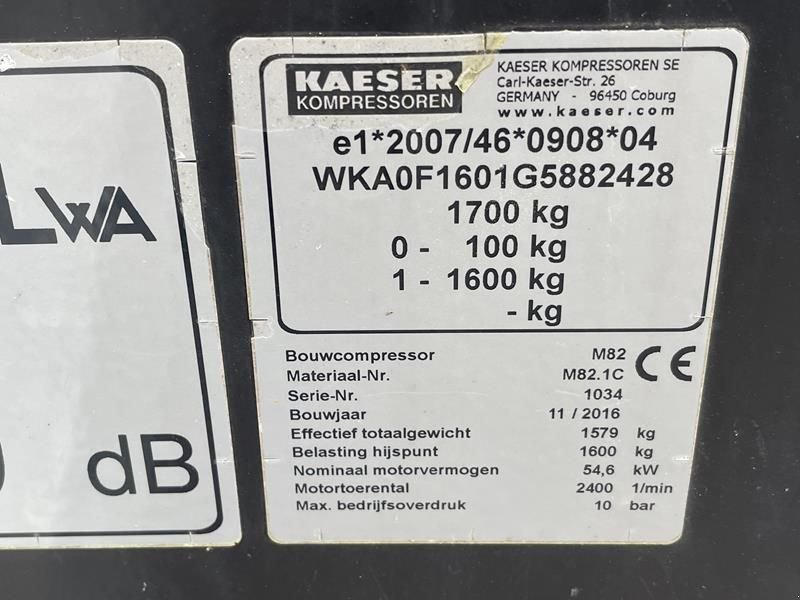 LWA
dB
KAESER
KOMPRESSOREN
KAESER KOMPRESSOREN SE
Carl-Kaeser-Str. 26
GERMANY - 96450 Coburg
www.kaeser.com
e1*2007/46*0908*04
WKA0F1601G5882428
1700 kg
0 - 100 kg
1 - 1600 kg
- kg
Bouwcompressor M82
Materiaal-Nr. M82.1C
CE
Serie-Nr. 1034
Bouwjaar 11 / 2016
Effectief totaalgewicht 1579 kg
Belasting hijspunt 1600 kg
Nominaal motorvermogen 54,6 kW
Motortoerental 2400 1/min
Max. bedrijfsoverdruk 10 bar